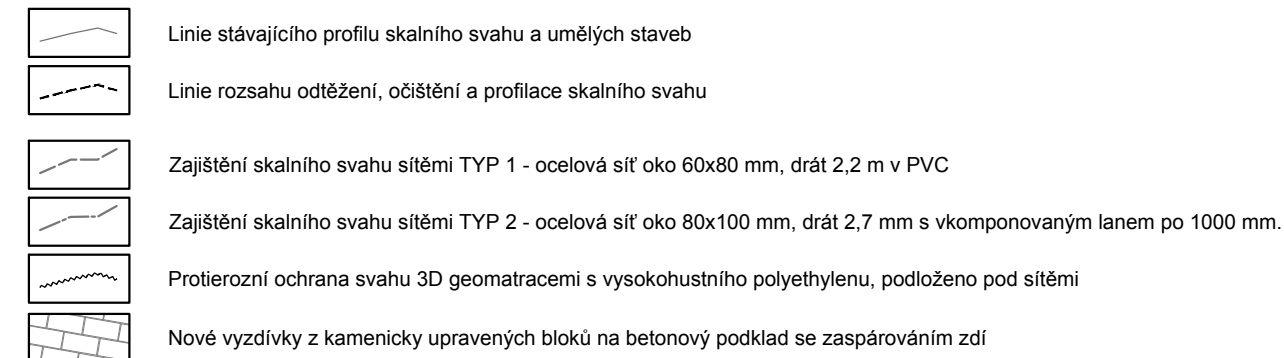 Linie stávajícího profilu skalního svahu a umělých staveb
Linie rozsahu odtěžení, očištění a profilace skalního svahu
Zajištění skalního svahu sítěmi TYP 1 - ocelová síť oko 60x80 mm, drát 2,2 m v PVC
Zajištění skalního svahu sítěmi TYP 2 - ocelová síť oko 80x100 mm, drát 2,7 mm s vkomponovaným lanem po 1000 mm.
Protierozní ochrana svahu 3D geomatracemi s vysokohustního polyethylenu, podloženo pod sítěmi
Nové vyzdívky z kamenicky upravených bloků na betonový podklad se zaspárováním zdí